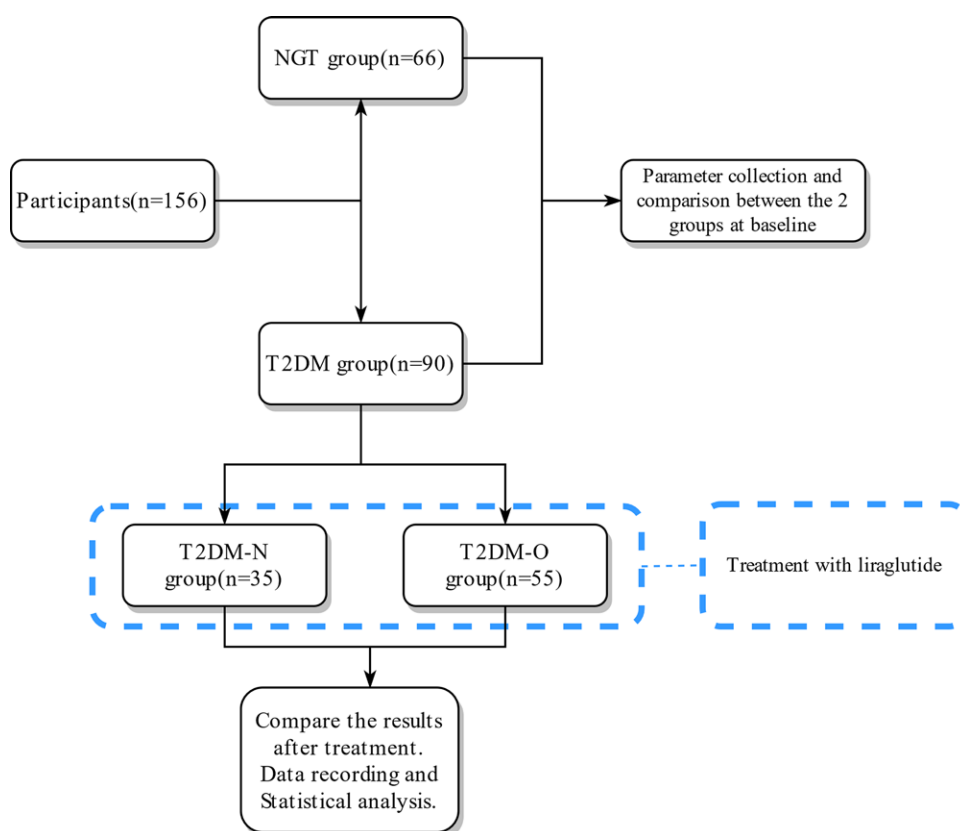 NGT group(n=66)
Participants(n=156)
Parameter collection and
comparison between the 2
groups at baseline
T2DM group(n=90)
T2DM-N
group(n=35)
T2DM-O
group(n=55)
Treatment with liraglutide
Compare the results
after treatment.
Data recording and
Statistical analysis.